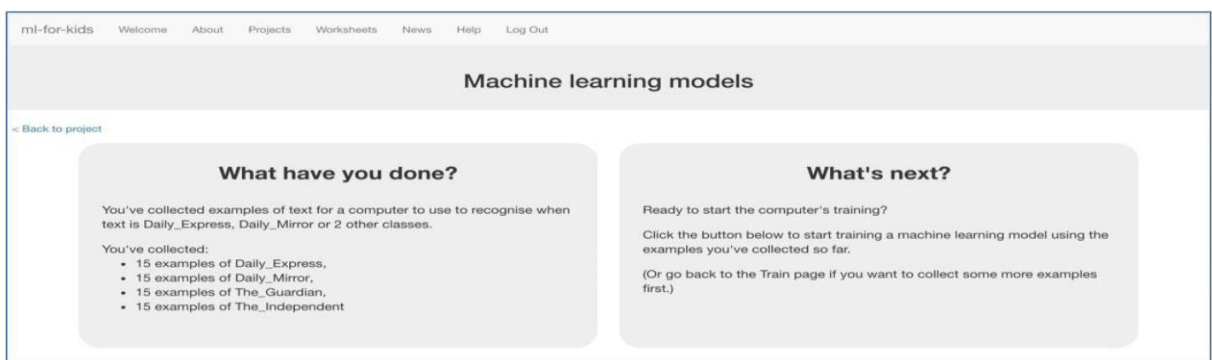 ml-for-kids Welcome About Projects Worksheets News Help Log Out
Machine learning models
< Back to project
What have you done?
You've collected examples of text for a computer to use to recognise when
text is Daily_Express, Daily_Mirror or 2 other classes.
You've collected:
• 15 examples of Daily_Express,
• 15 examples of Daily_Mirror,
• 15 examples of The_Guardian,
• 15 examples of The_Independent
What's next?
Ready to start the computer's training?
Click the button below to start training a machine learning model using the
examples you've collected so far.
(Or go back to the Train page if you want to collect some more examples
first.)